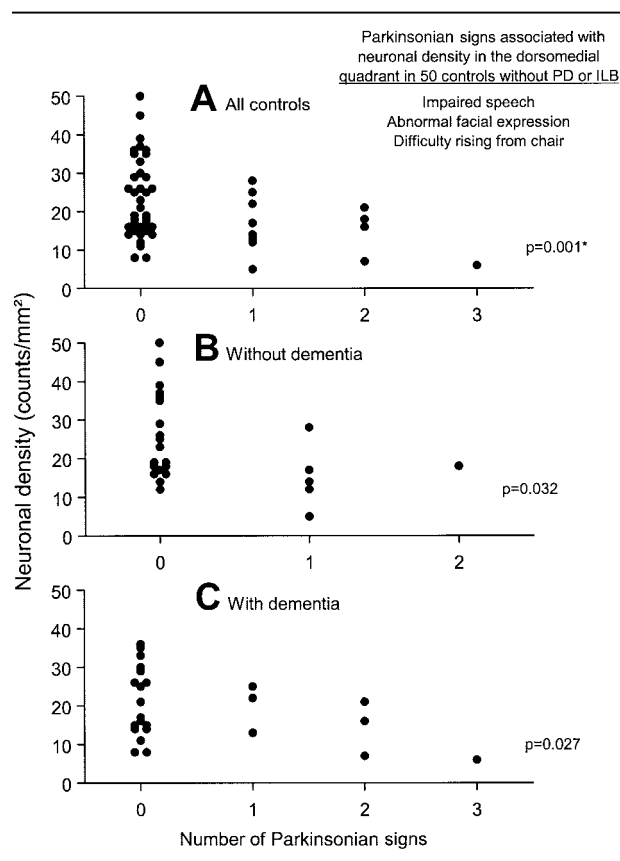 Parkinsonian signs associated with
neuronal density in the dorsomedial
quadrant in 50 controls without PD or ILB
Impaired speech
Abnormal facial expression
Difficulty rising from chair
A All controls
50
40
30
20
10
0
p=0.001*
0 1 2 3
B Without dementia
50
40
30
20
10
0
p=0.032
0 1 2
C With dementia
50
40
30
20
10
0
p=0.027
0 1 2 3
Neuronal density (counts/mm²)
Number of Parkinsonian signs